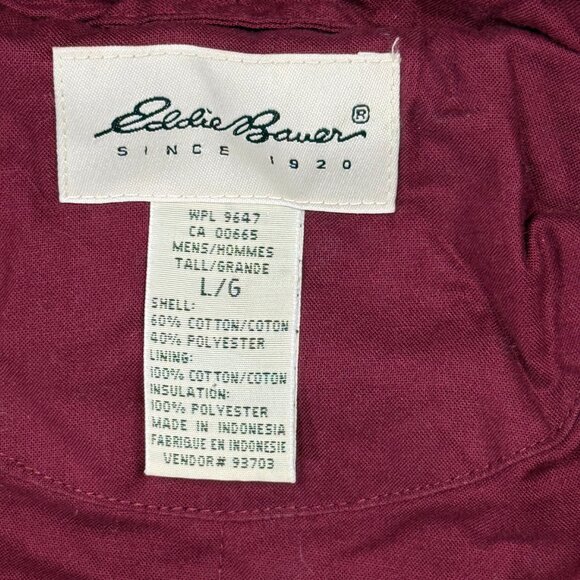 Eddie Bauer®
SINCE 1920
WPL 9647
CA 00665
MENS/HOMMES
TALL/GRANDE
L/G
SHELL:
60% COTTON/COTON
40% POLYESTER
LINING:
100% COTTON/COTON
INSULATION:
100% POLYESTER
MADE IN INDONESIA
FABRIQUE EN INDONESIE
VENDOR# 93703